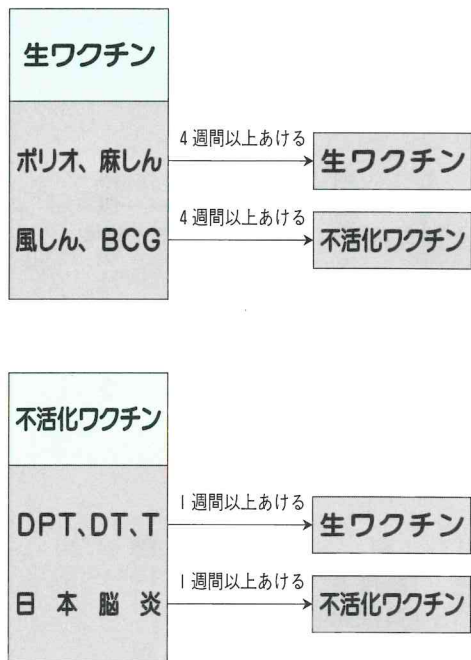 生ワクチン
ポリオ、麻しん
風しん、BCG
4週間以上あける
生ワクチン
4週間以上あける
不活化ワクチン
不活化ワクチン
DPT、DT、T
日本脳炎
1週間以上あける
生ワクチン
1週間以上あける
不活化ワクチン